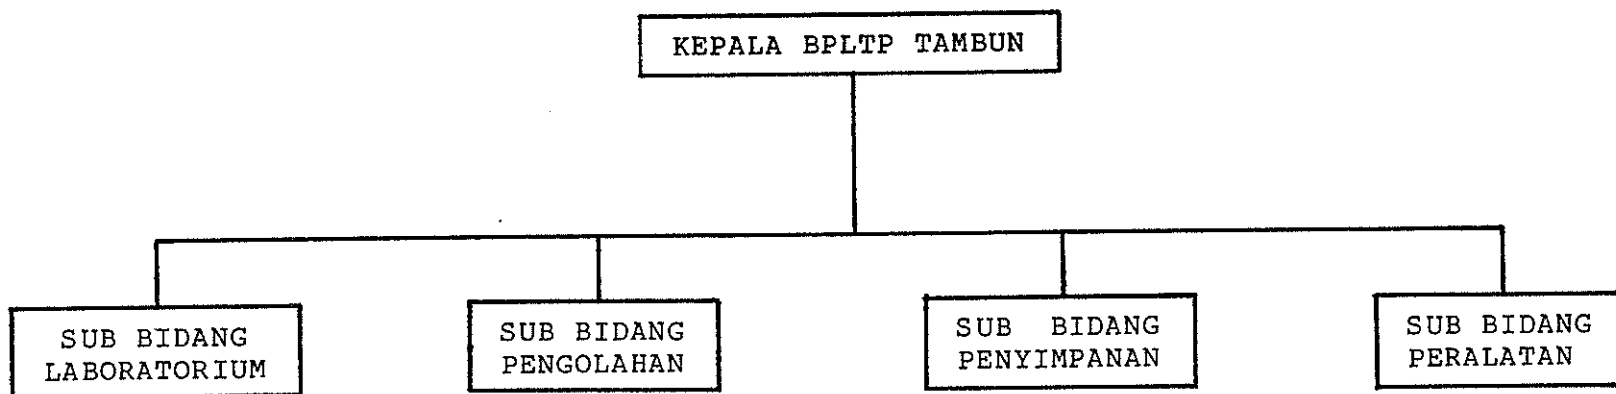 KEPALA BPLTP TAMBUN
SUB BIDANG
LABORATORIUM
SUB BIDANG
PENGOLAHAN
SUB BIDANG
PENYIMPANAN
SUB BIDANG
PERALATAN